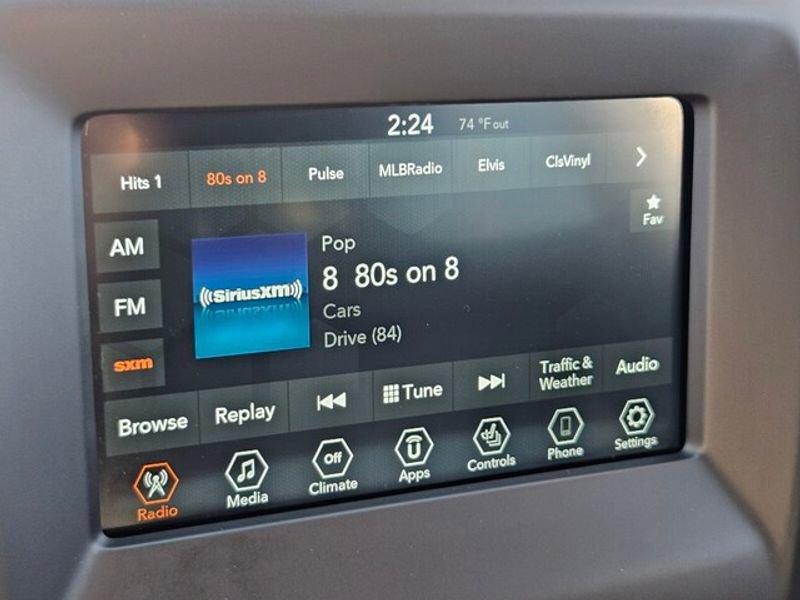 2:24 74 °F out
Hits 1 80s on 8 Pulse MLBRadio Elvis ClsVinyl
Fav
AM
FM
sxm
((SiriusXM))
Pop
8 80s on 8
Cars
Drive (84)
Browse Replay Tune Traffic & Weather Audio
Radio Media Off Climate Apps Controls Phone Settings